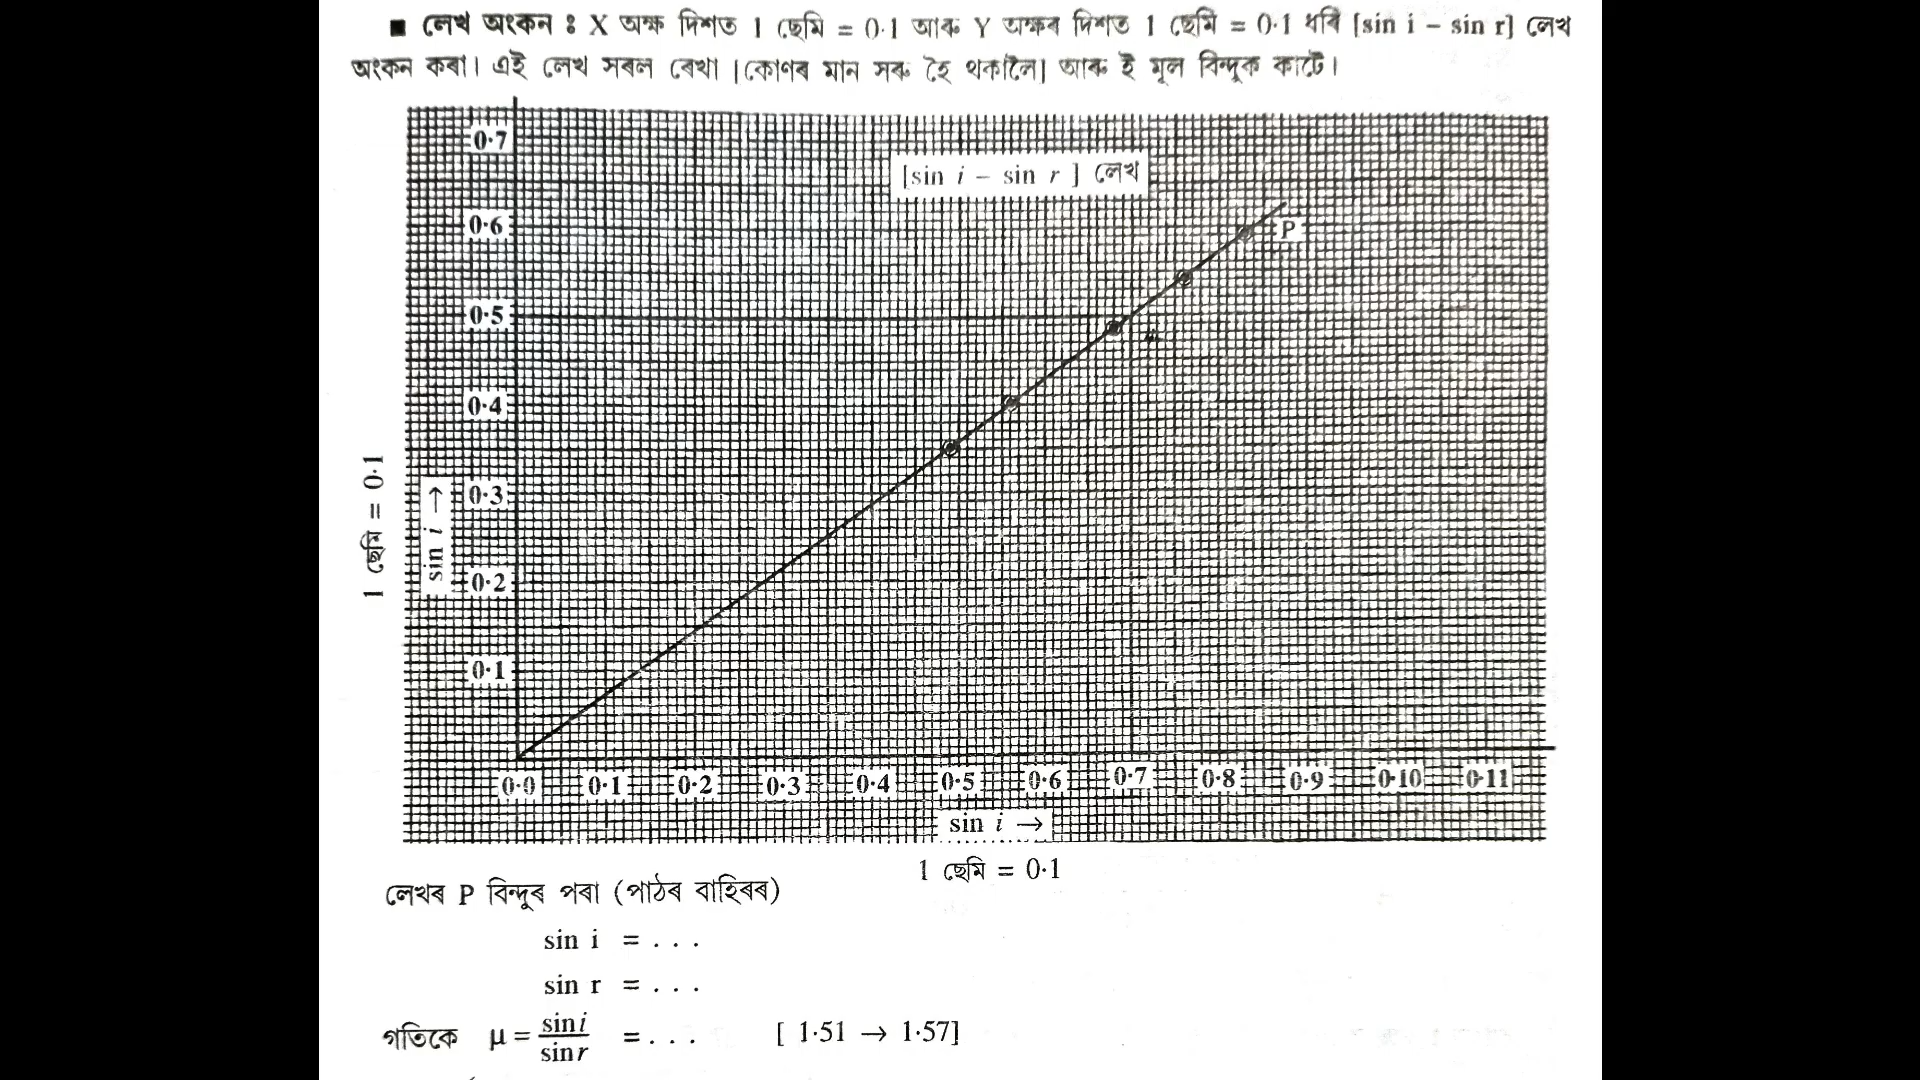 ■ লেখ অংকন ঃ X অক্ষ দিশত 1 ছেমি = 0·1 আৰু Y অক্ষৰ দিশত 1 ছেমি = 0·1 ধৰি [sin i – sin r] লেখ
অংকন কৰা। এই লেখ সৰল ৰেখা [কোণৰ মান সৰু হৈ থকালৈ] আৰু ই মূল বিন্দুক কাটে।
0·7
[sin i – sin r ] লেখ
0·6
P
0·5
0·4
0·3
0·2
0·1
sin i →
1 ছেমি = 0·1
0·0 0·1 0·2 0·3 0·4 0·5 0·6 0·7 0·8 0·9 0·10 0·11
sin i →
1 ছেমি = 0·1
লেখৰ P বিন্দুৰ পৰা (পাঠৰ বাহিৰৰ)
sin i = . . .
sin r = . . .
গতিকে μ = sin i / sin r = . . . [ 1·51 → 1·57]